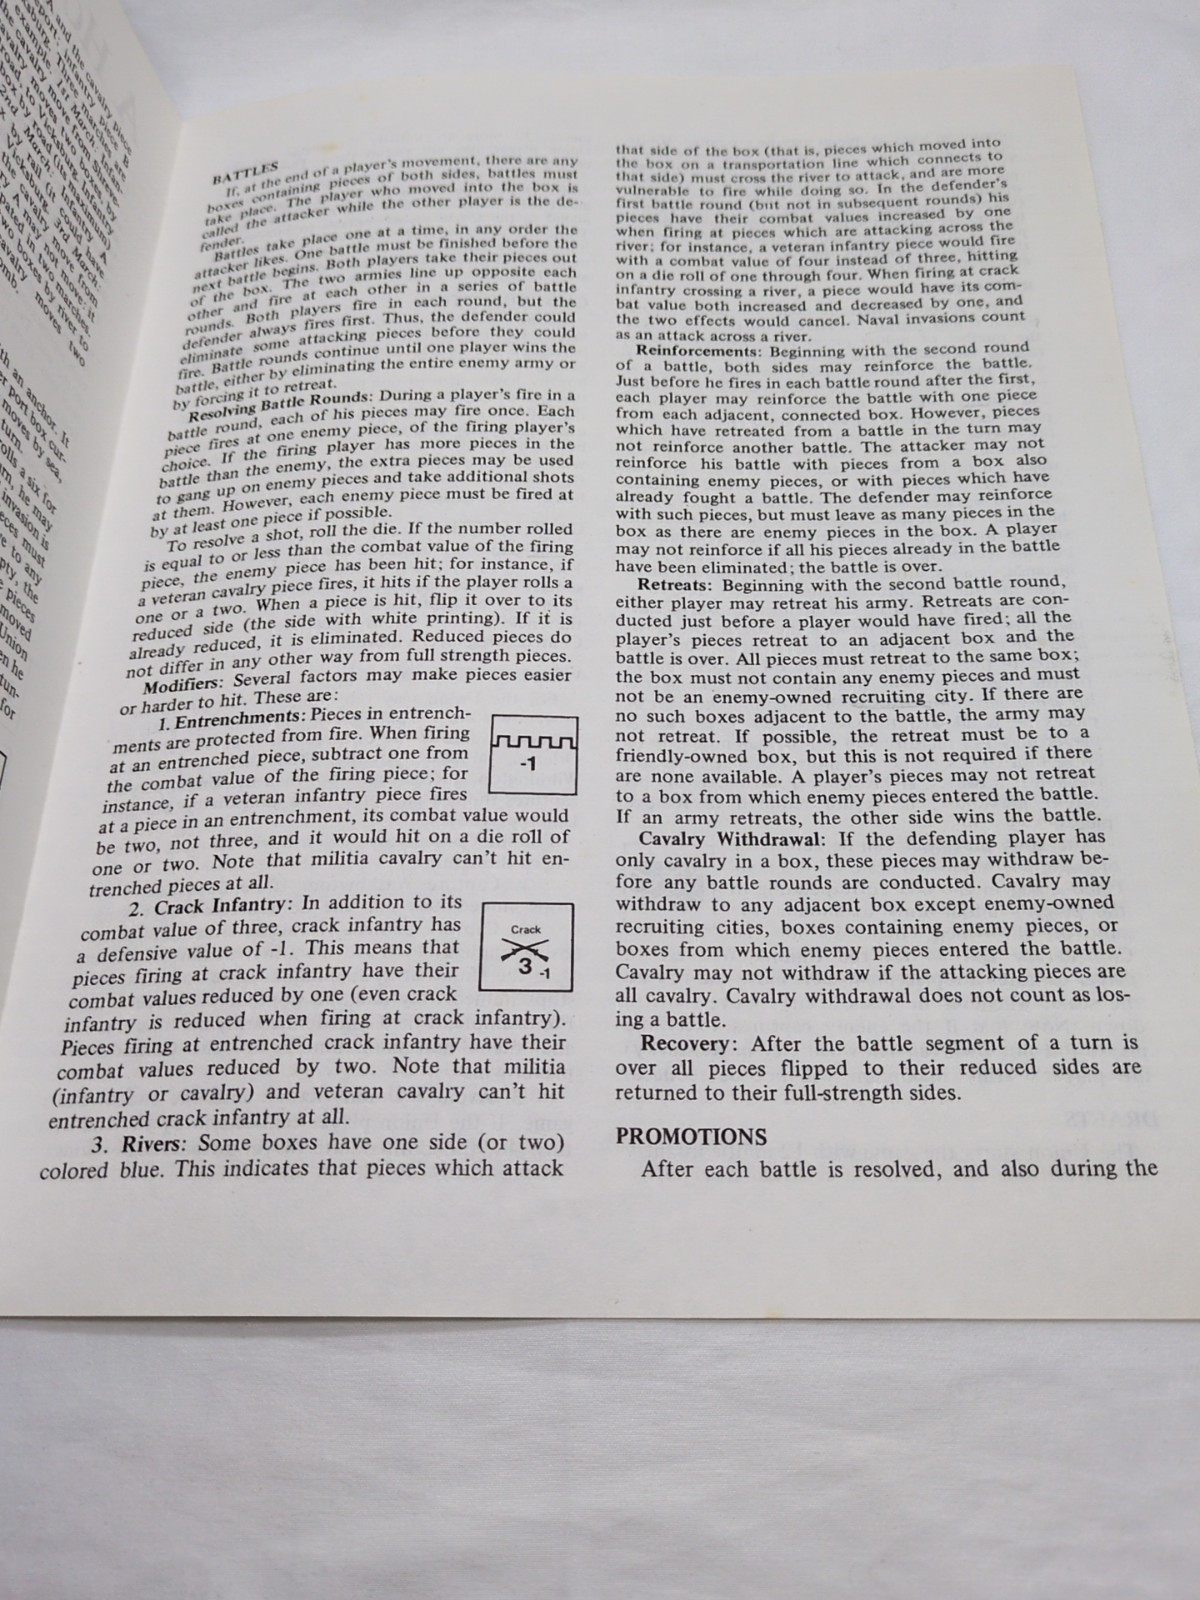 BATTLES
If, at the end of a player's movement, there are any
boxes containing pieces of both sides, battles must
take place. The player who moved into the box is
called the attacker while the other player is the de-
fender.
Battles take place one at a time, in any order the
attacker likes. One battle must be finished before the
next battle begins. Both players take their pieces out
of the box. The two armies line up opposite each
other and fire at each other in a series of battle
rounds. Both players fire in each round, but the
defender always fires first. Thus, the defender could
eliminate some attacking pieces before they could
fire. Battle rounds continue until one player wins the
battle, either by eliminating the entire enemy army or
by forcing it to retreat.
Resolving Battle Rounds: During a player's fire in a
battle round, each of his pieces may fire once. Each
piece fires at one enemy piece, of the firing player's
choice. If the firing player has more pieces in the
battle than the enemy, the extra pieces may be used
to gang up on enemy pieces and take additional shots
at them. However, each enemy piece must be fired at
by at least one piece if possible.
To resolve a shot, roll the die. If the number rolled
is equal to or less than the combat value of the firing
piece, the enemy piece has been hit; for instance, if
a veteran cavalry piece fires, it hits if the player rolls a
one or a two. When a piece is hit, flip it over to its
reduced side (the side with white printing). If it is
already reduced, it is eliminated. Reduced pieces do
not differ in any other way from full strength pieces.
Modifiers: Several factors may make pieces easier
or harder to hit. These are:
1. Entrenchments: Pieces in entrench-
ments are protected from fire. When firing
at an entrenched piece, subtract one from
the combat value of the firing piece; for
instance, if a veteran infantry piece fires
at a piece in an entrenchment, its combat value would
be two, not three, and it would hit on a die roll of
one or two. Note that militia cavalry can't hit en-
trenched pieces at all.
-1
2. Crack Infantry: In addition to its
combat value of three, crack infantry has
a defensive value of -1. This means that
pieces firing at crack infantry have their
combat values reduced by one (even crack
infantry is reduced when firing at crack infantry).
Pieces firing at entrenched crack infantry have their
combat values reduced by two. Note that militia
(infantry or cavalry) and veteran cavalry can't hit
entrenched crack infantry at all.
Crack
3 -1
3. Rivers: Some boxes have one side (or two)
colored blue. This indicates that pieces which attack
that side of the box (that is, pieces which moved into
the box on a transportation line which connects to
that side) must cross the river to attack, and are more
vulnerable to fire while doing so. In the defender's
first battle round (but not in subsequent rounds) his
pieces have their combat values increased by one
when firing at pieces which are attacking across the
river; for instance, a veteran infantry piece would fire
with a combat value of four instead of three, hitting
on a die roll of one through four. When firing at crack
infantry crossing a river, a piece would have its com-
bat value both increased and decreased by one, and
the two effects would cancel. Naval invasions count
as an attack across a river.
Reinforcements: Beginning with the second round
of a battle, both sides may reinforce the battle.
Just before he fires in each battle round after the first,
each player may reinforce the battle with one piece
from each adjacent, connected box. However, pieces
which have retreated from a battle in the turn may
not reinforce another battle. The attacker may not
reinforce his battle with pieces from a box also
containing enemy pieces, or with pieces which have
already fought a battle. The defender may reinforce
with such pieces, but must leave as many pieces in the
box as there are enemy pieces in the box. A player
may not reinforce if all his pieces already in the battle
have been eliminated; the battle is over.
Retreats: Beginning with the second battle round,
either player may retreat his army. Retreats are con-
ducted just before a player would have fired; all the
player's pieces retreat to an adjacent box and the
battle is over. All pieces must retreat to the same box;
the box must not contain any enemy pieces and must
not be an enemy-owned recruiting city. If there are
no such boxes adjacent to the battle, the army may
not retreat. If possible, the retreat must be to a
friendly-owned box, but this is not required if there
are none available. A player's pieces may not retreat
to a box from which enemy pieces entered the battle.
If an army retreats, the other side wins the battle.
Cavalry Withdrawal: If the defending player has
only cavalry in a box, these pieces may withdraw be-
fore any battle rounds are conducted. Cavalry may
withdraw to any adjacent box except enemy-owned
recruiting cities, boxes containing enemy pieces, or
boxes from which enemy pieces entered the battle.
Cavalry may not withdraw if the attacking pieces are
all cavalry. Cavalry withdrawal does not count as los-
ing a battle.
Recovery: After the battle segment of a turn is
over all pieces flipped to their reduced sides are
returned to their full-strength sides.
PROMOTIONS
After each battle is resolved, and also during the